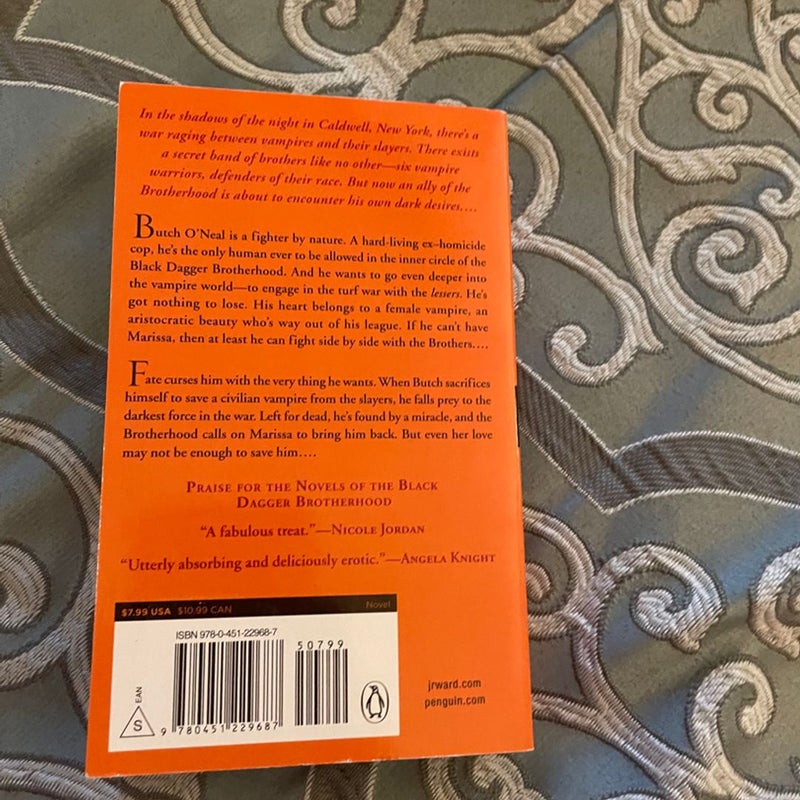 In the shadows of the night in Caldwell, New York, there's a
war raging between vampires and their slayers. There exists
a secret band of brothers like no other—six vampire
warriors, defenders of their race. But now an ally of the
Brotherhood is about to encounter his own dark desires....
Butch O'Neal is a fighter by nature. A hard-living ex–homicide
cop, he's the only human ever to be allowed in the inner circle of the
Black Dagger Brotherhood. And he wants to go even deeper into
the vampire world—to engage in the turf war with the lessers. He's
got nothing to lose. His heart belongs to a female vampire, an
aristocratic beauty who's way out of his league. If he can't have
Marissa, then at least he can fight side by side with the Brothers....
Fate curses him with the very thing he wants. When Butch sacrifices
himself to save a civilian vampire from the slayers, he falls prey to the
darkest force in the war. Left for dead, he's found by a miracle, and the
Brotherhood calls on Marissa to bring him back. But even her love
may not be enough to save him....
PRAISE FOR THE NOVELS OF THE BLACK
DAGGER BROTHERHOOD
"A fabulous treat."—NICOLE JORDAN
"Utterly absorbing and deliciously erotic."—ANGELA KNIGHT
$7.99 USA $10.99 CAN Novel
ISBN 978-0-451-22968-7
50799
EAN
S
9 780451 229687
jrward.com
penguin.com